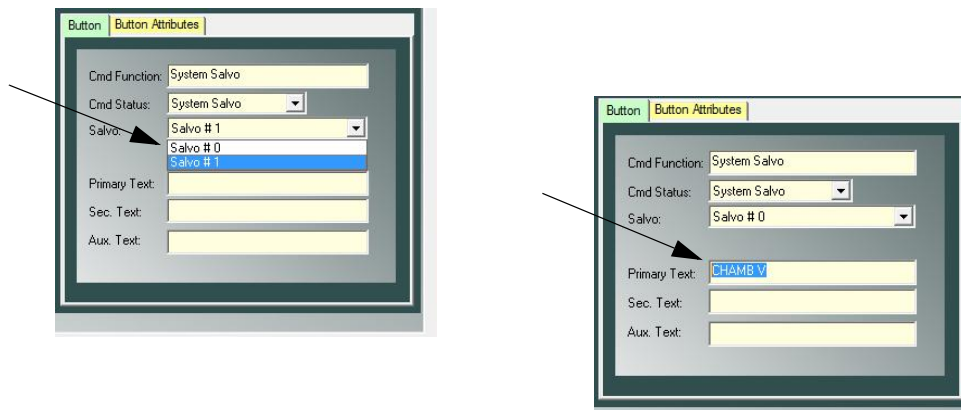 Button Button Attributes
Cmd Function: System Salvo
Cmd Status: System Salvo
Salvo: Salvo # 1
Salvo # 0
Salvo # 1
Primary Text:
Sec. Text:
Aux. Text:
Button Button Attributes
Cmd Function: System Salvo
Cmd Status: System Salvo
Salvo: Salvo # 0
Primary Text: CHAMB V
Sec. Text:
Aux. Text: